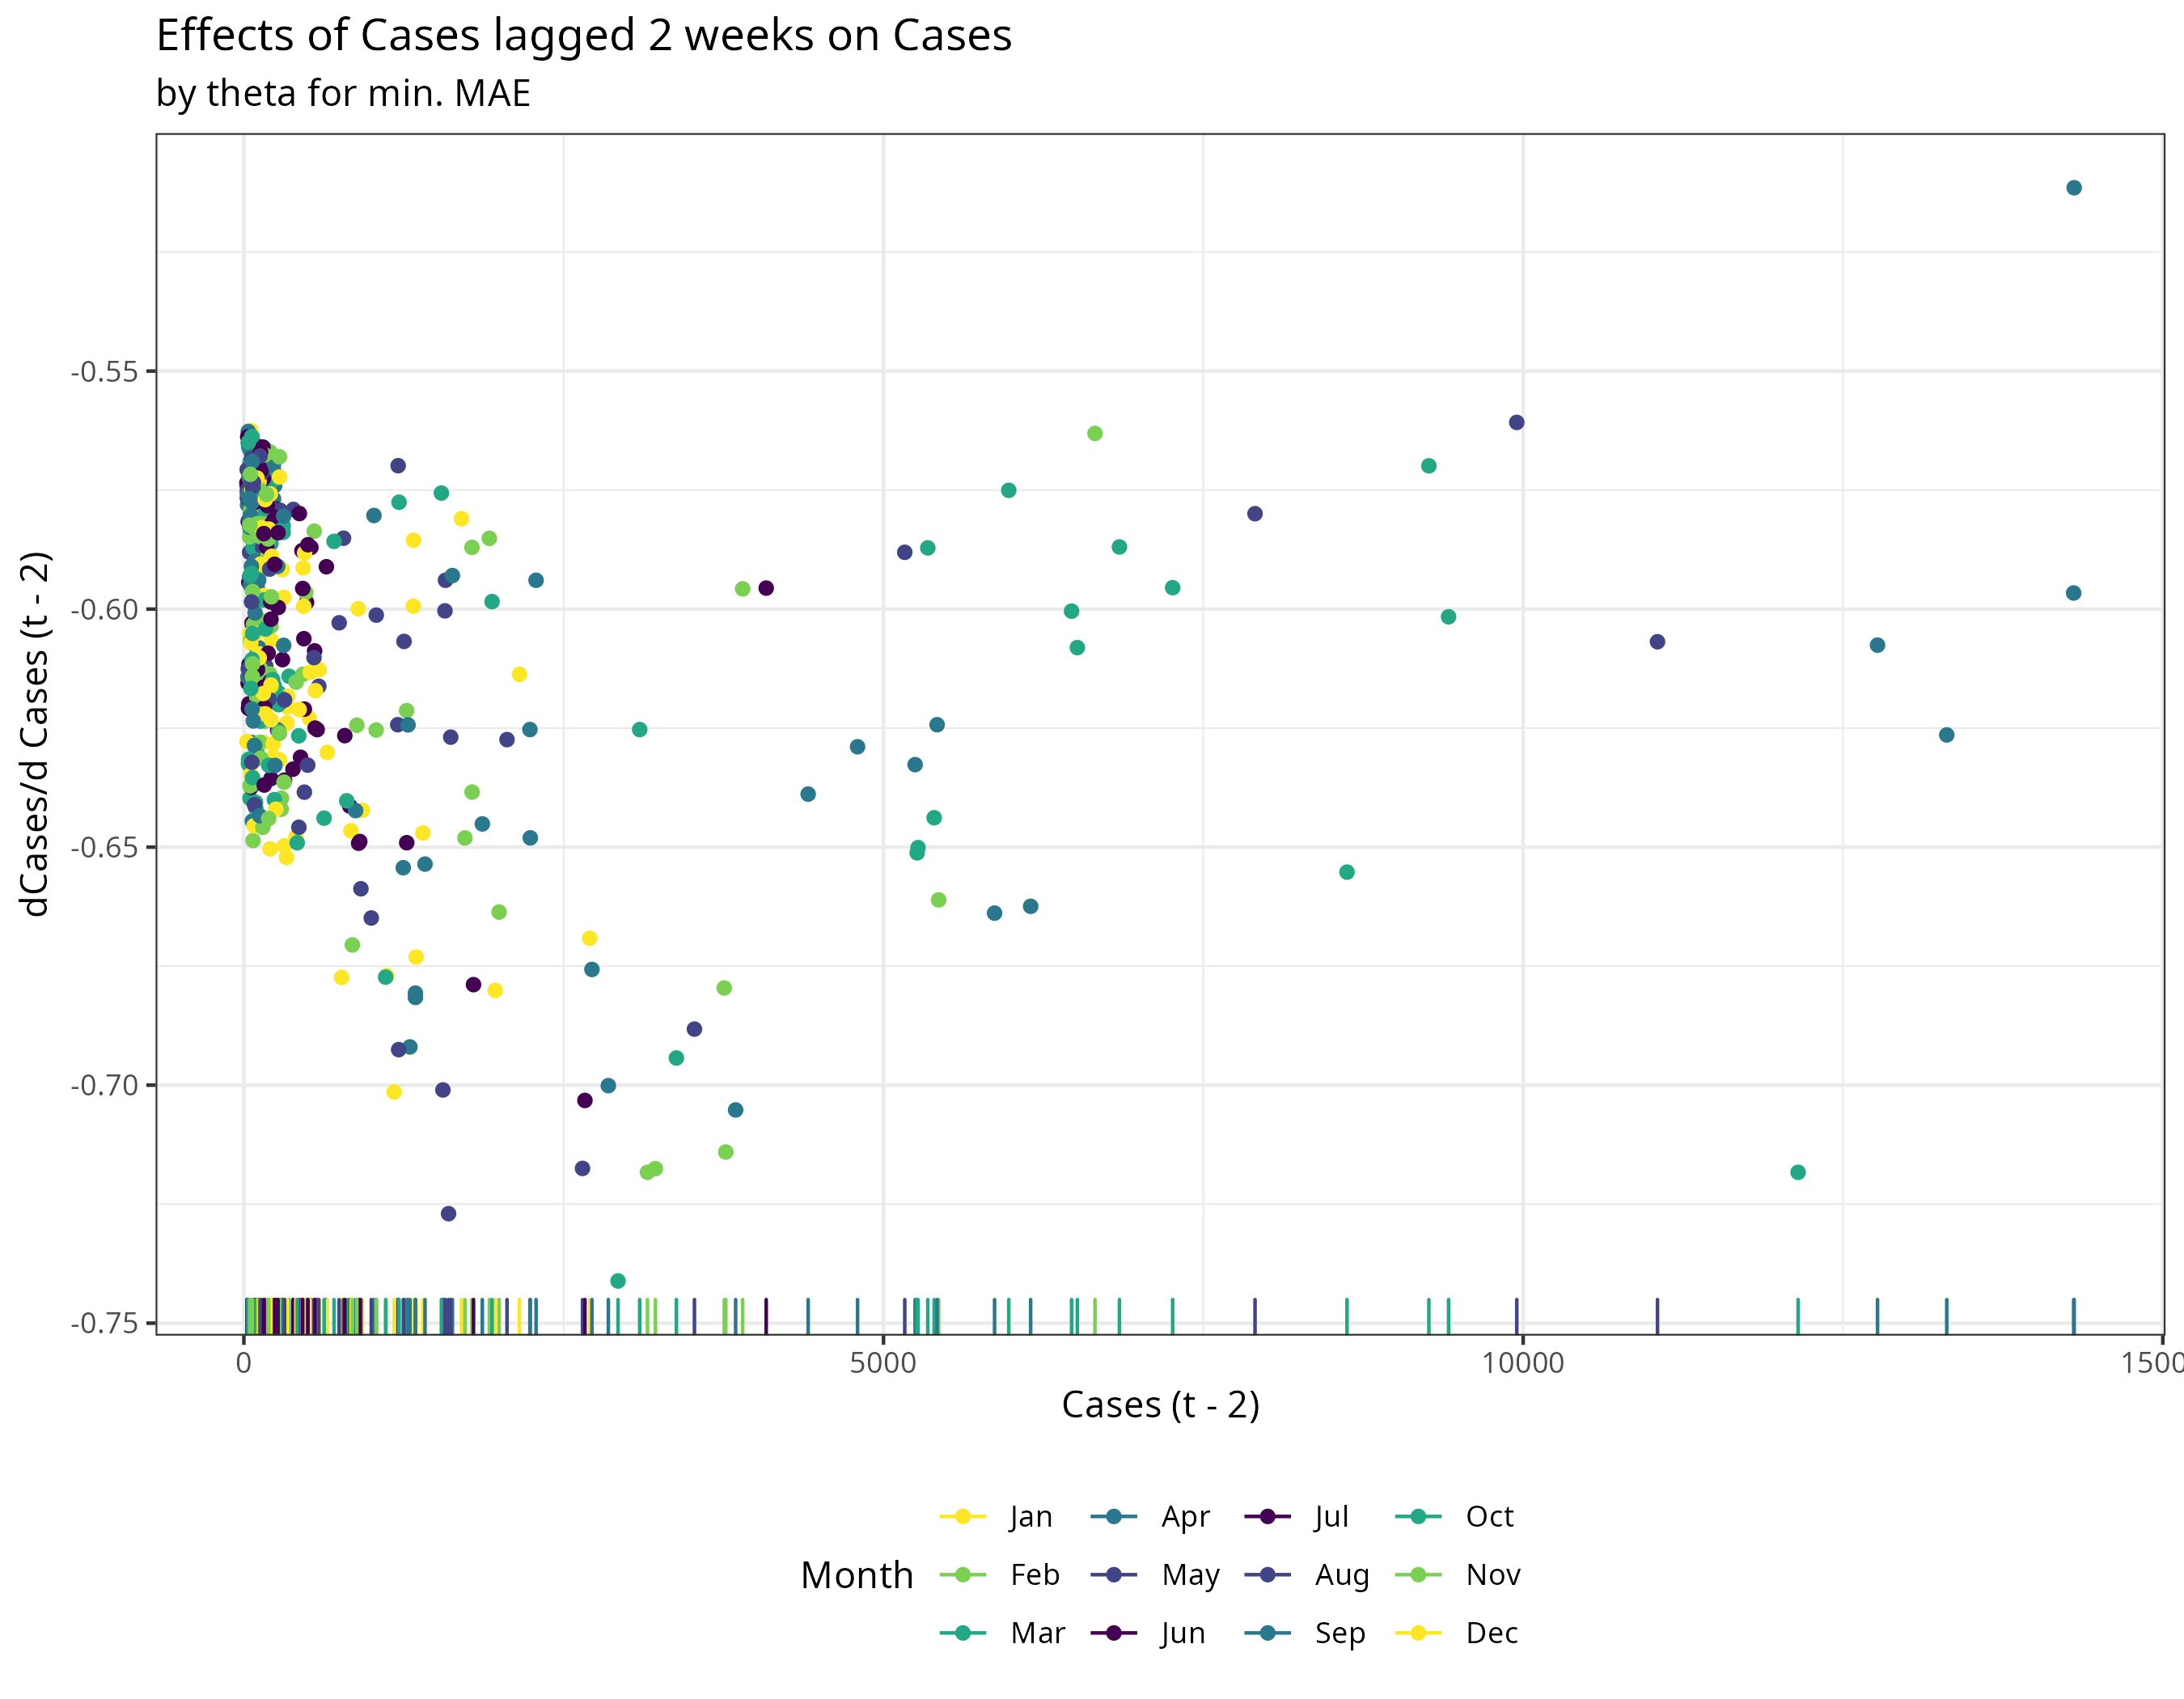 Effects of Cases lagged 2 weeks on Cases
by theta for min. MAE
dCases/d Cases (t - 2)
-0.55
-0.60
-0.65
-0.70
-0.75
0 5000 10000 1500
Cases (t - 2)
Month
Jan Apr Jul Oct
Feb May Aug Nov
Mar Jun Sep Dec